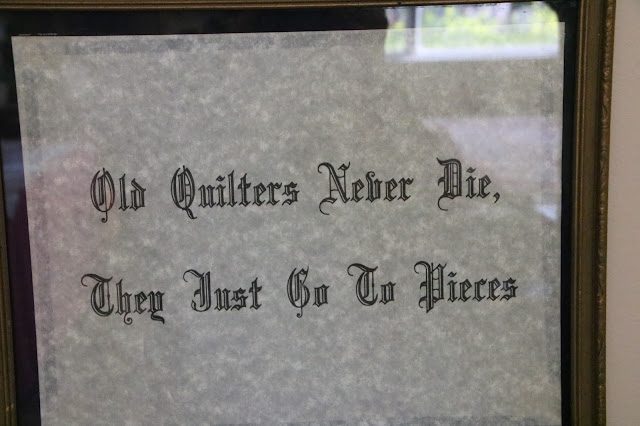 Old Quilters Never Die,
They Just Go To Pieces